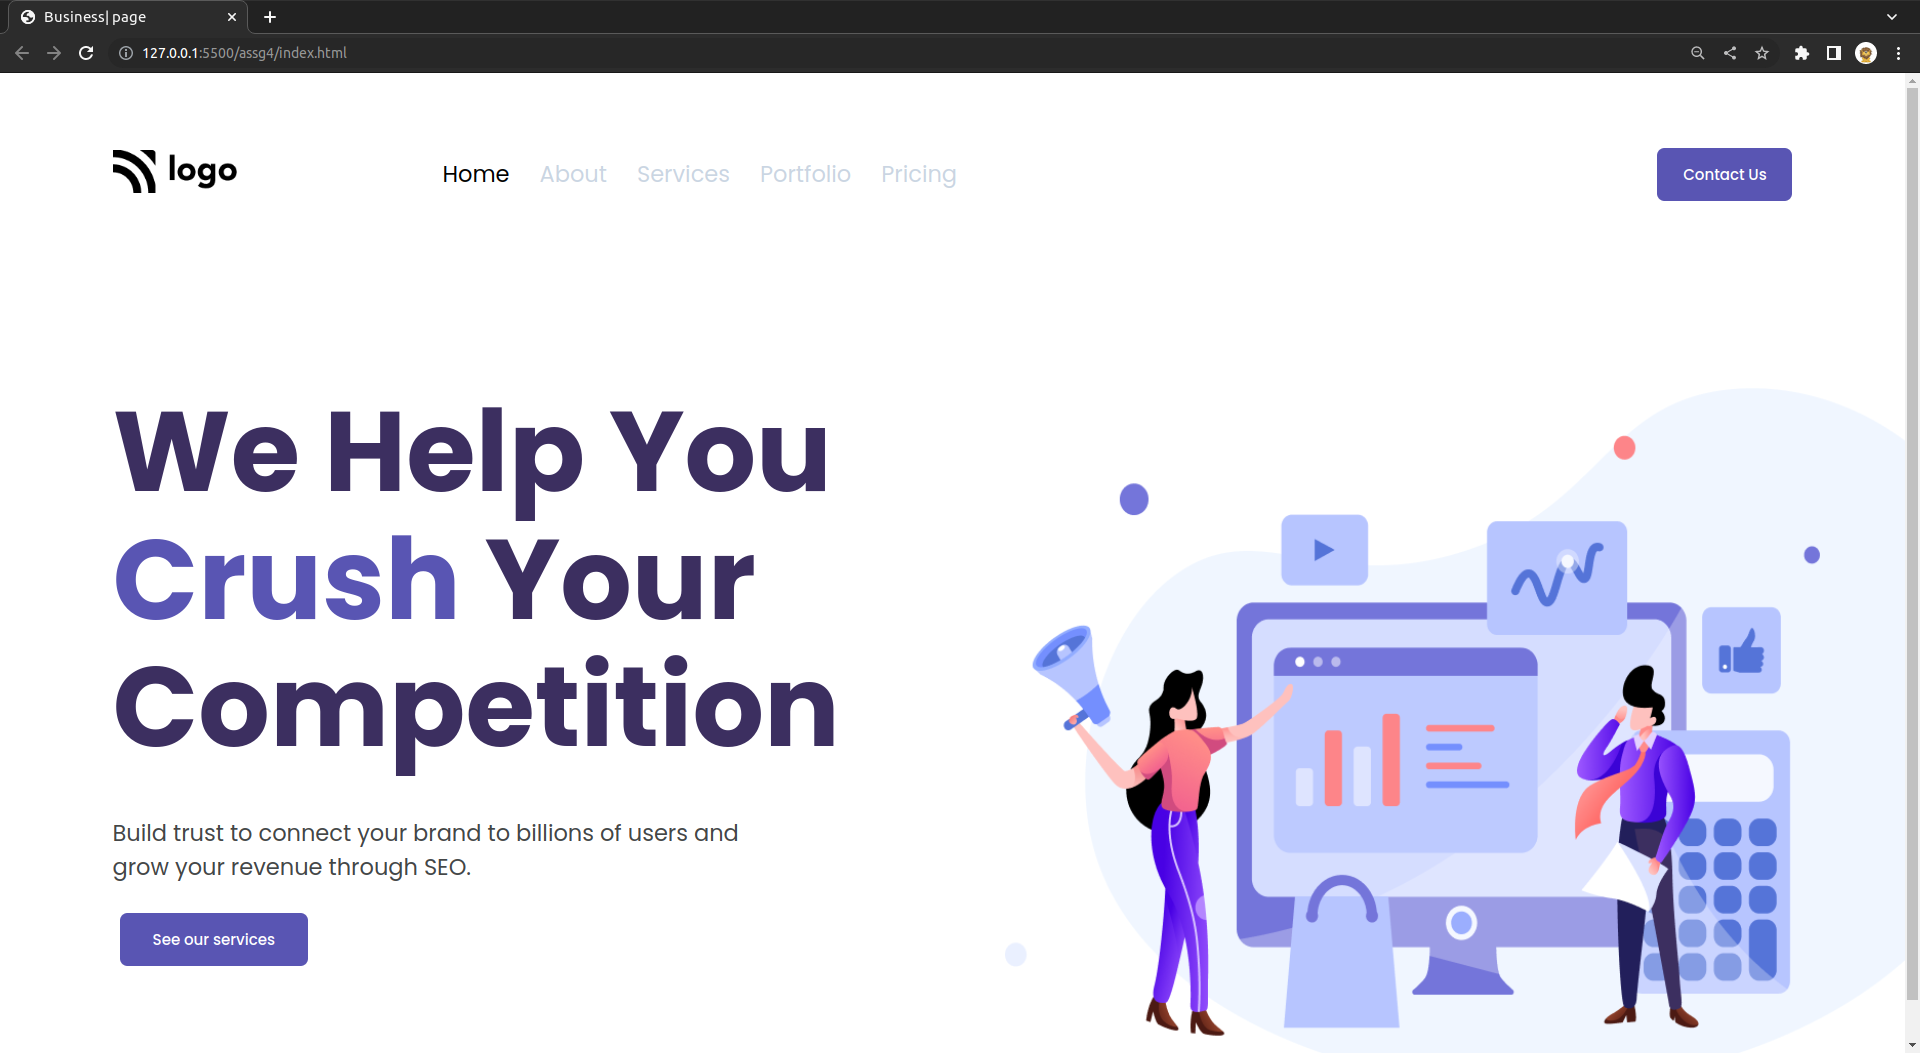 Business| page
127.0.0.1:5500/assg4/index.html
logo
Home About Services Portfolio Pricing
Contact Us
We Help You
Crush Your
Competition
Build trust to connect your brand to billions of users and
grow your revenue through SEO.
See our services